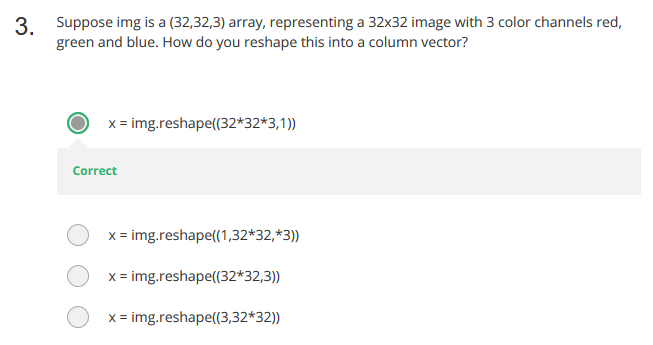 3. Suppose img is a (32,32,3) array, representing a 32x32 image with 3 color channels red,
green and blue. How do you reshape this into a column vector?
x = img.reshape((32*32*3,1))
Correct
x = img.reshape((1,32*32,*3))
x = img.reshape((32*32,3))
x = img.reshape((3,32*32))